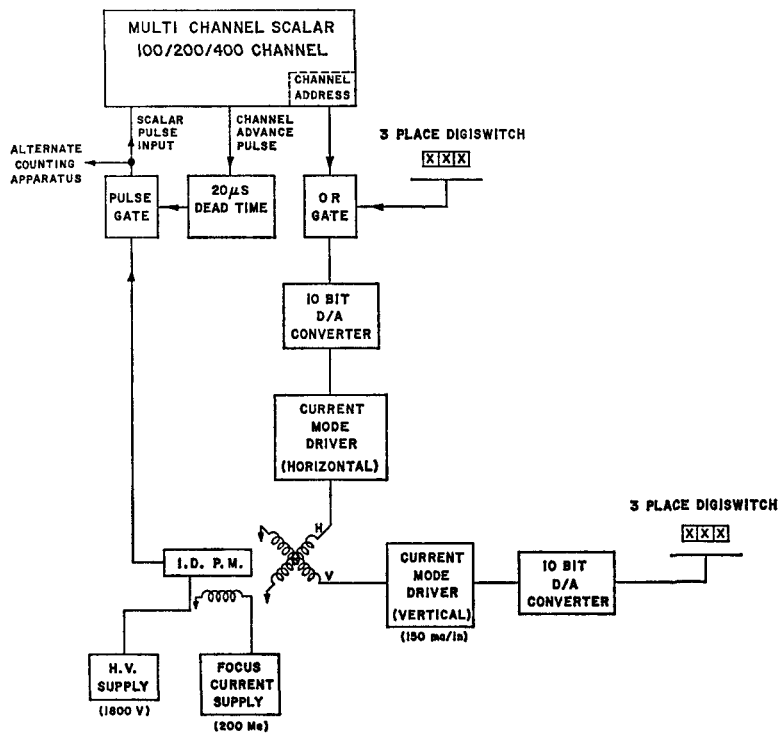 MULTI CHANNEL SCALAR
100/200/400 CHANNEL
CHANNEL
ADDRESS
SCALAR
PULSE
INPUT
CHANNEL
ADVANCE
PULSE
3 PLACE DIGISWITCH
XXX
ALTERNATE
COUNTING
APPARATUS
PULSE
GATE
20μS
DEAD TIME
OR
GATE
10 BIT
D/A
CONVERTER
CURRENT
MODE
DRIVER
(HORIZONTAL)
H
V
3 PLACE DIGISWITCH
XXX
I.D. P.M.
CURRENT
MODE
DRIVER
(VERTICAL)
(150 ma/in)
10 BIT
D/A
CONVERTER
H.V.
SUPPLY
(1800 V)
FOCUS
CURRENT
SUPPLY
(200 Ma)